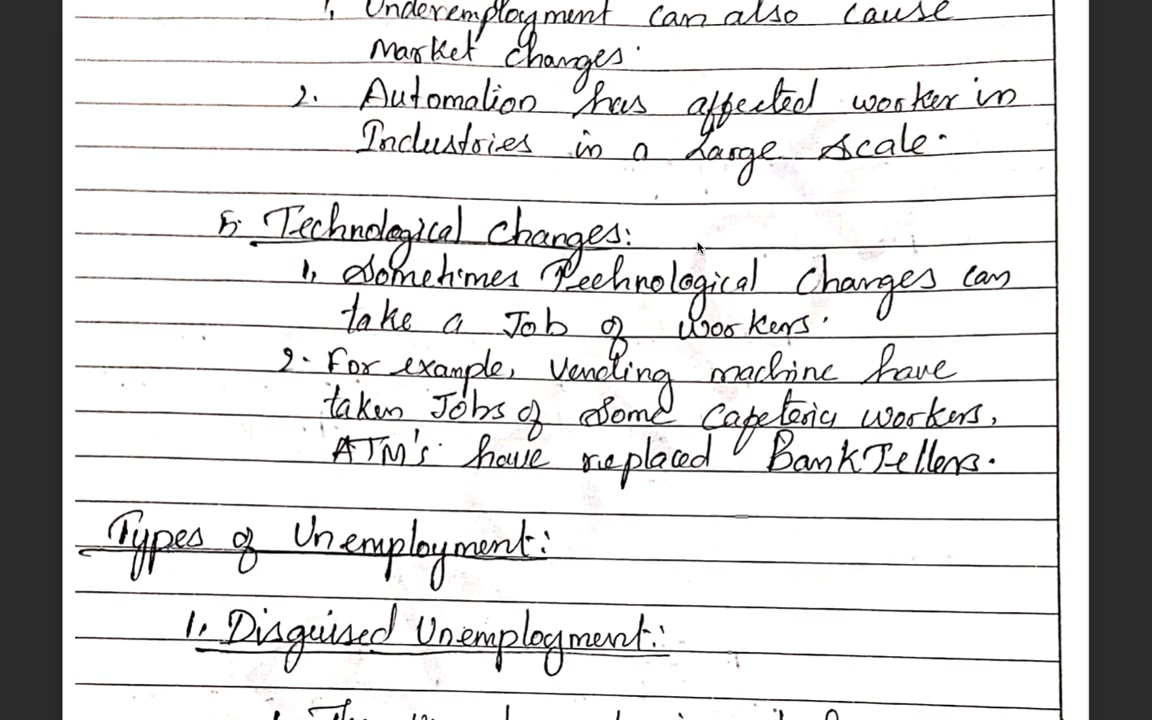 1. Underemployment can also cause
Market changes.
2. Automation has affected worker in
Industries in a Large scale.
5. Technological Changes:
1. Sometimes Technological Changes can
take a Job of workers.
2. For example, Vending machine have
taken Jobs of Some Capeteria workers,
ATM's have replaced Bank Tellers.
Types of Unemployment:
1. Disguised Unemployment: